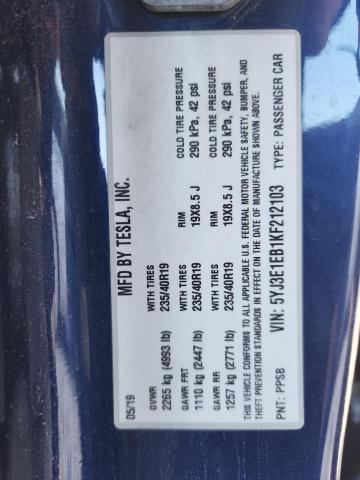 MFD BY TESLA, INC.
05/19
GVWR WITH TIRES RIM COLD TIRE PRESSURE
2265 kg (4993 lb) 235/40R19 19X8.5 J 290 kPa, 42 psi
GAWR FRT WITH TIRES RIM COLD TIRE PRESSURE
1110 kg (2447 lb) 235/40R19 19X8.5 J 290 kPa, 42 psi
GAWR RR
1257 kg (2771 lb) 235/40R19
THIS VEHICLE CONFORMS TO ALL APPLICABLE U.S. FEDERAL MOTOR VEHICLE SAFETY, BUMPER, AND
THEFT PREVENTION STANDARDS IN EFFECT ON THE DATE OF MANUFACTURE SHOWN ABOVE.
VIN: 5YJ3E1EB1KF212103 TYPE: PASSENGER CAR
PNT: PPSB